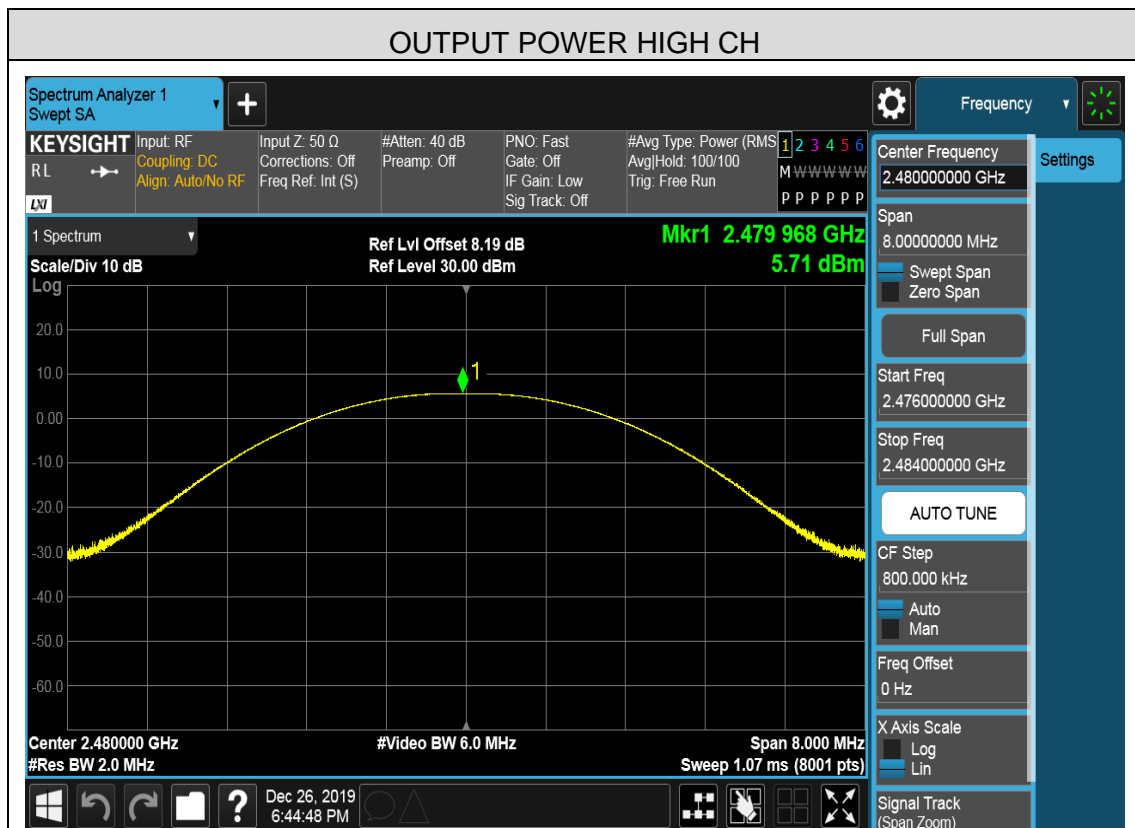 OUTPUT POWER HIGH CH
Spectrum Analyzer 1
Swept SA
+
Frequency
KEYSIGHT
RL
LXI
Input: RF
Coupling: DC
Align: Auto/No RF
Input Z: 50 Ω
Corrections: Off
Freq Ref: Int (S)
#Atten: 40 dB
Preamp: Off
PNO: Fast
Gate: Off
IF Gain: Low
Sig Track: Off
#Avg Type: Power (RMS
Avg|Hold: 100/100
Trig: Free Run
1 2 3 4 5 6
M W W W W W
P P P P P P
1 Spectrum
Scale/Div 10 dB
Log
Ref Lvl Offset 8.19 dB
Ref Level 30.00 dBm
Mkr1 2.479 968 GHz
5.71 dBm
20.0
10.0
0.00
-10.0
-20.0
-30.0
-40.0
-50.0
-60.0
1
Center 2.480000 GHz
#Res BW 2.0 MHz
#Video BW 6.0 MHz
Span 8.000 MHz
Sweep 1.07 ms (8001 pts)
Center Frequency
2.480000000 GHz
Settings
Span
8.00000000 MHz
Swept Span
Zero Span
Full Span
Start Freq
2.476000000 GHz
Stop Freq
2.484000000 GHz
AUTO TUNE
CF Step
800.000 kHz
Auto
Man
Freq Offset
0 Hz
X Axis Scale
Log
Lin
Signal Track
(Span Zoom)
?
Dec 26, 2019
6:44:48 PM